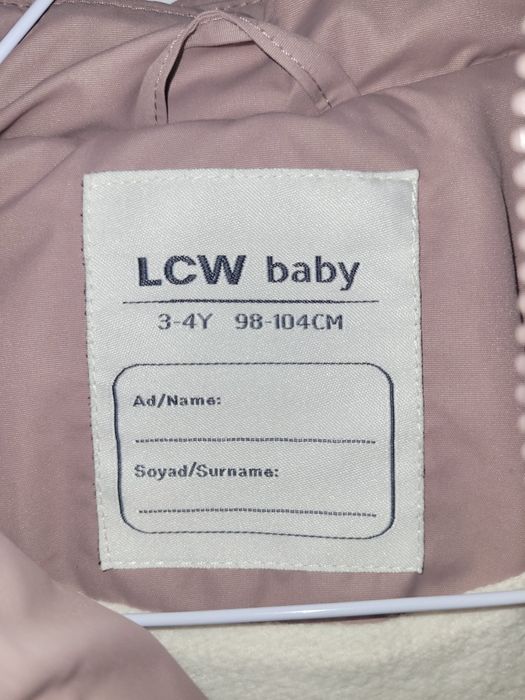 LCW baby
3-4Y 98-104CM
Ad/Name:
Soyad/Surname: